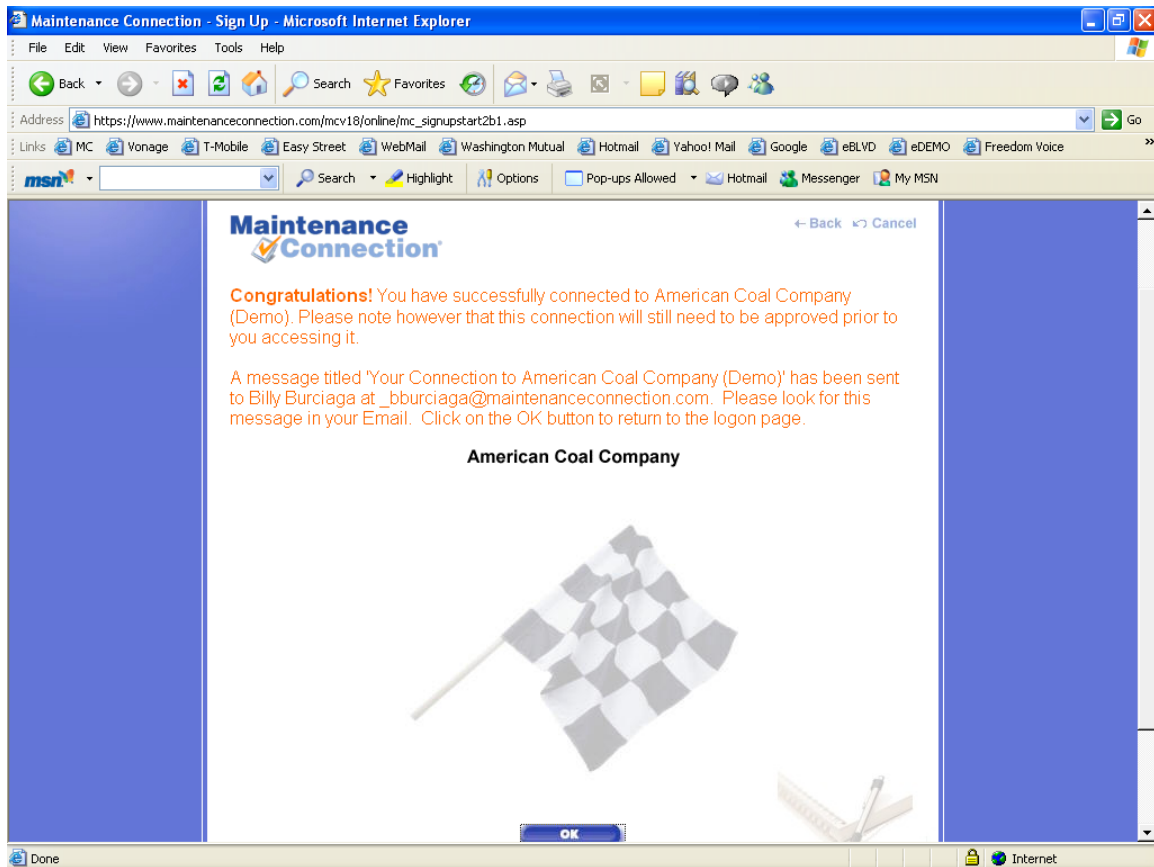 Maintenance Connection - Sign Up - Microsoft Internet Explorer
File Edit View Favorites Tools Help
Back Search Favorites
Address https://www.maintenanceconnection.com/mcv18/online/mc_signupstart2b1.asp Go
Links MC Vonage T-Mobile Easy Street WebMail Washington Mutual Hotmail Yahoo! Mail Google eBLVD eDEMO Freedom Voice »
msn Search Highlight Options Pop-ups Allowed Hotmail Messenger My MSN
Maintenance
Connection
Back Cancel
Congratulations! You have successfully connected to American Coal Company
(Demo). Please note however that this connection will still need to be approved prior to
you accessing it.
A message titled 'Your Connection to American Coal Company (Demo)' has been sent
to Billy Burciaga at _bburciaga@maintenanceconnection.com. Please look for this
message in your Email. Click on the OK button to return to the logon page.
American Coal Company
OK
Done Internet